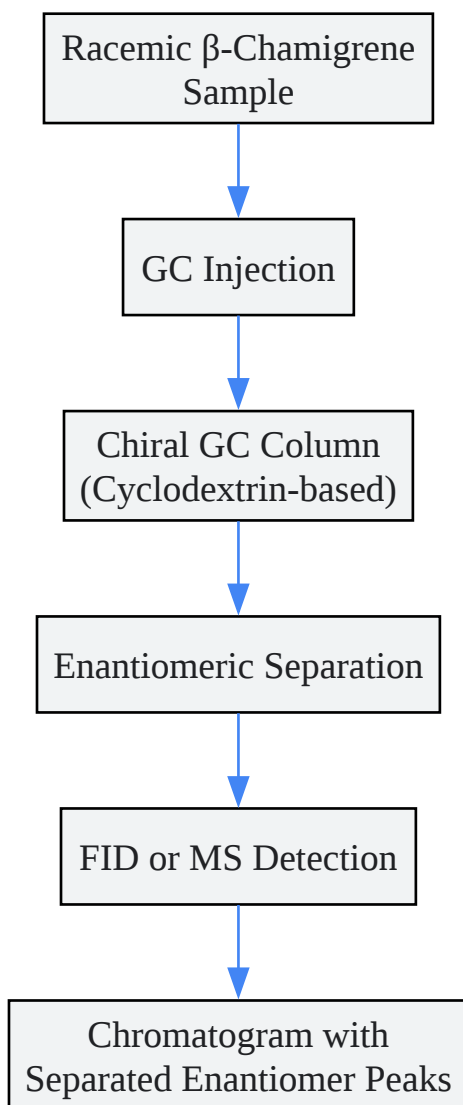 Racemic β-Chamigrene
Sample
GC Injection
Chiral GC Column
(Cyclodextrin-based)
Enantiomeric Separation
FID or MS Detection
Chromatogram with
Separated Enantiomer Peaks